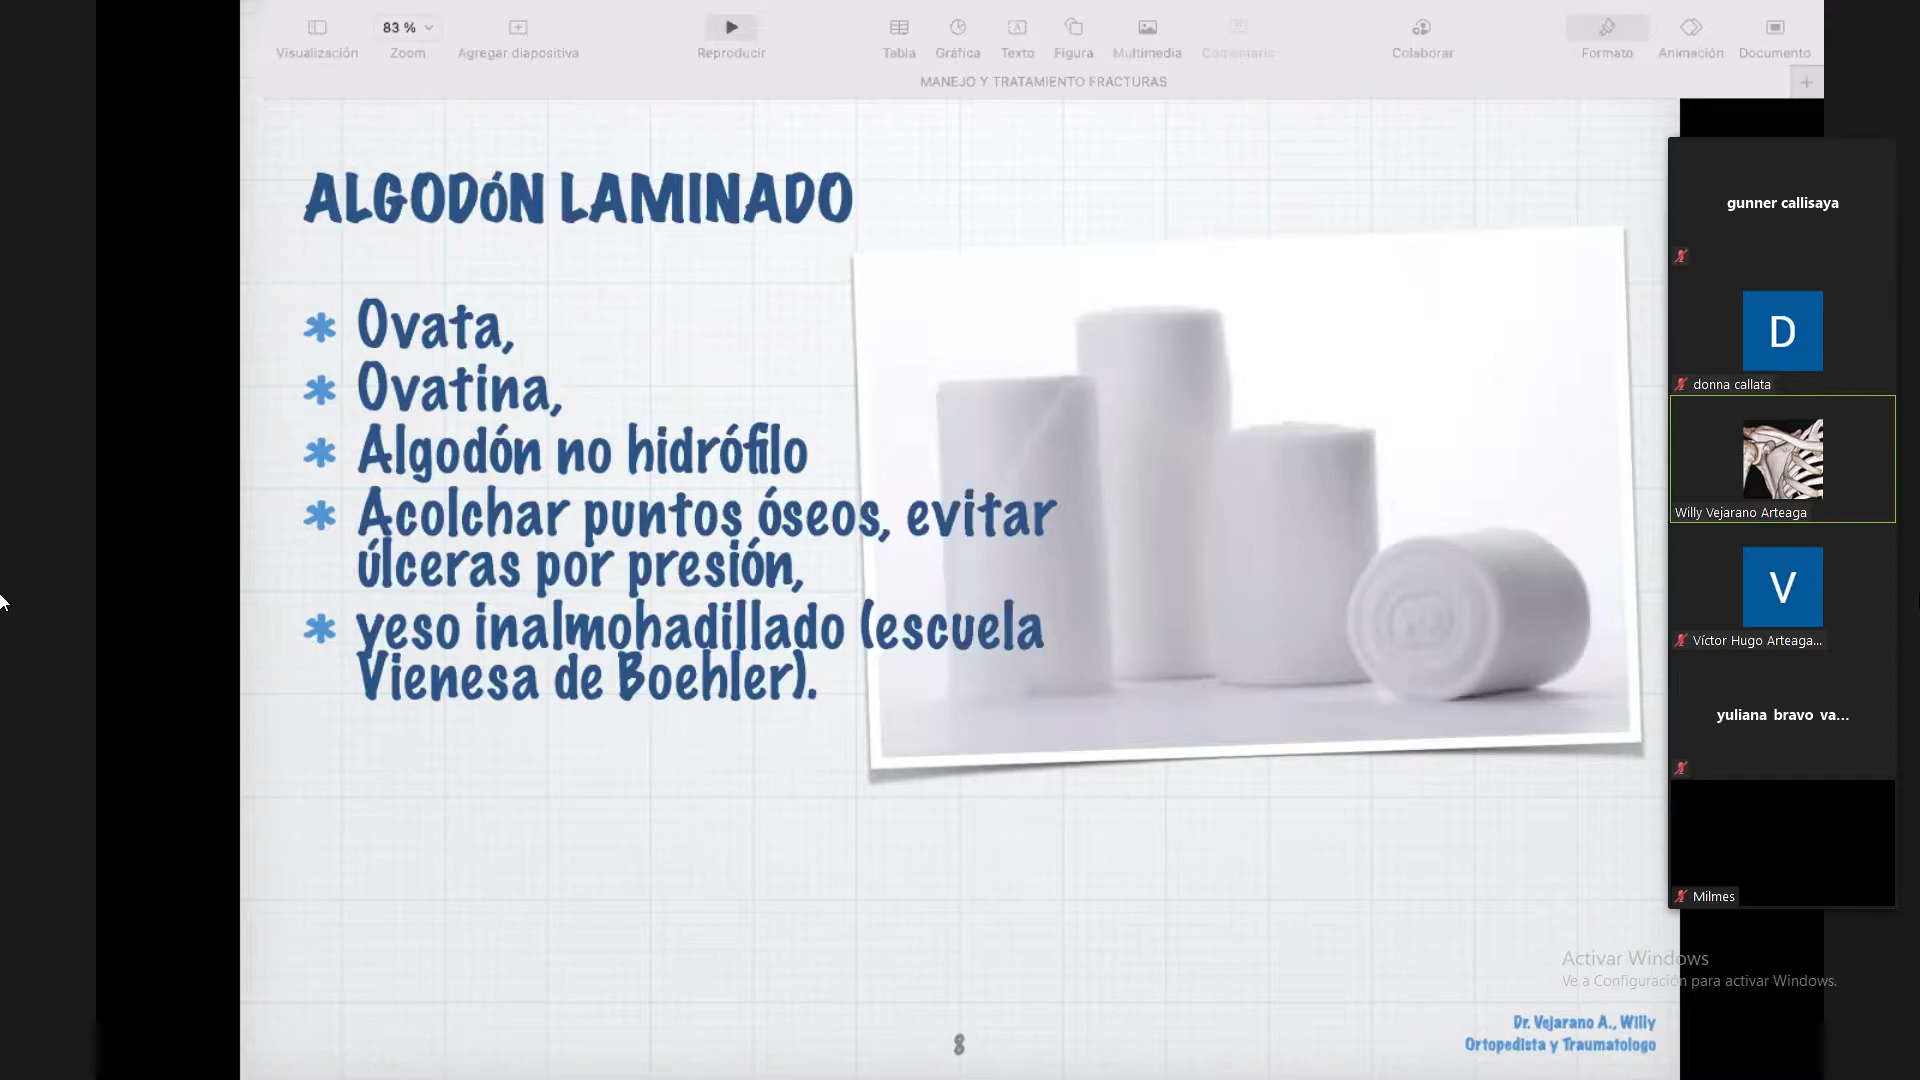 83 %
Visualización
Zoom
Agregar diapositiva
Reproducir
Tabla
Gráfica
Texto
Figura
Multimedia
Comentario
Colaborar
Formato
Animación
Documento
MANEJO Y TRATAMIENTO FRACTURAS
ALGODóN LAMINADO
Ovata,
Ovatina,
Algodón no hidrófilo
Acolchar puntos óseos, evitar
úlceras por presión,
yeso inalmohadillado (escuela
Vienesa de Boehler).
gunner callisaya
D
donna callata
Willy Vejarano Arteaga
V
Víctor Hugo Arteaga...
yuliana bravo va...
Milmes
Activar Windows
Ve a Configuración para activar Windows.
Dr. Vejarano A., Willy
Ortopedista y Traumatologo
8